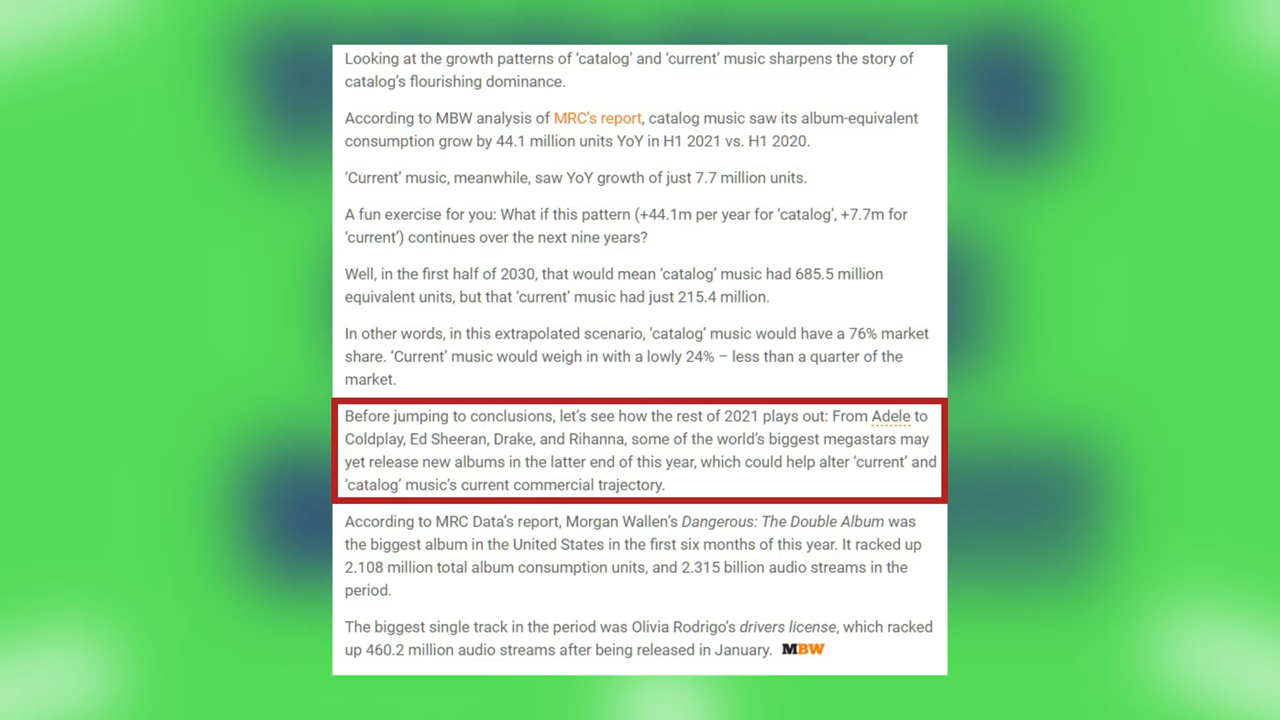 Looking at the growth patterns of ‘catalog’ and ‘current’ music sharpens the story of
catalog’s flourishing dominance.
According to MBW analysis of MRC’s report, catalog music saw its album-equivalent
consumption grow by 44.1 million units YoY in H1 2021 vs. H1 2020.
‘Current’ music, meanwhile, saw YoY growth of just 7.7 million units.
A fun exercise for you: What if this pattern (+44.1m per year for ‘catalog’, +7.7m for
‘current’) continues over the next nine years?
Well, in the first half of 2030, that would mean ‘catalog’ music had 685.5 million
equivalent units, but that ‘current’ music had just 215.4 million.
In other words, in this extrapolated scenario, ‘catalog’ music would have a 76% market
share. ‘Current’ music would weigh in with a lowly 24% – less than a quarter of the
market.
Before jumping to conclusions, let’s see how the rest of 2021 plays out: From Adele to
Coldplay, Ed Sheeran, Drake, and Rihanna, some of the world’s biggest megastars may
yet release new albums in the latter end of this year, which could help alter ‘current’ and
‘catalog’ music’s current commercial trajectory.
According to MRC Data’s report, Morgan Wallen’s Dangerous: The Double Album was
the biggest album in the United States in the first six months of this year. It racked up
2.108 million total album consumption units, and 2.315 billion audio streams in the
period.
The biggest single track in the period was Olivia Rodrigo’s drivers license, which racked
up 460.2 million audio streams after being released in January. MBW